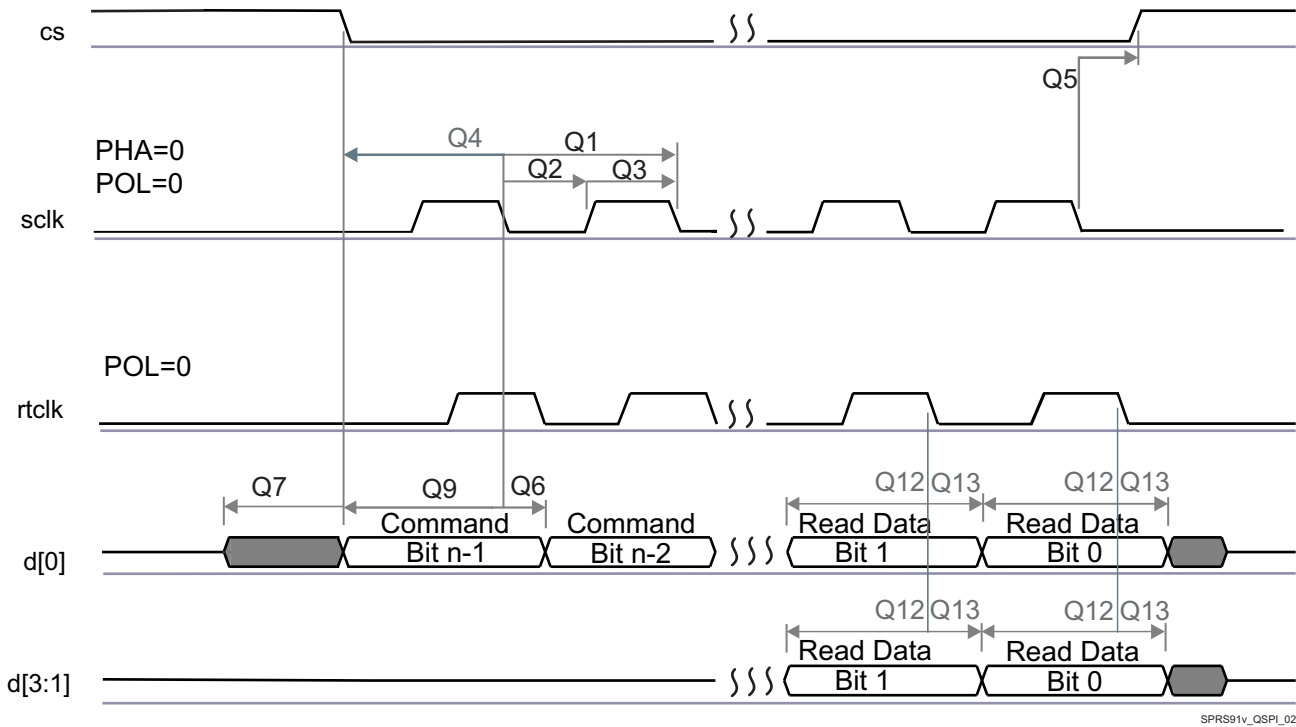 cs
Q5
PHA=0
POL=0
Q4
Q1
Q2
Q3
sclk
POL=0
rtclk
Q7
Q9
Q6
Q12
Q13
Q12
Q13
Command
Command
Read Data
Read Data
d[0]
Bit n-1
Bit n-2
Bit 1
Bit 0
Q12
Q13
Q12
Q13
Read Data
Read Data
d[3:1]
Bit 1
Bit 0
SPRS91v_QSPI_02